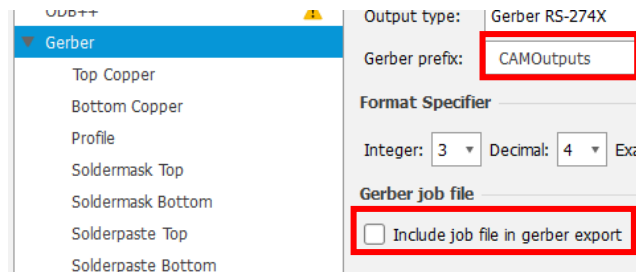 ODB++
Gerber
Top Copper
Bottom Copper
Profile
Soldermask Top
Soldermask Bottom
Solderpaste Top
Solderpaste Bottom
Output type: Gerber RS-274X
Gerber prefix: CAMOutputs
Format Specifier
Integer: 3 Decimal: 4 Exa
Gerber job file
Include job file in gerber export